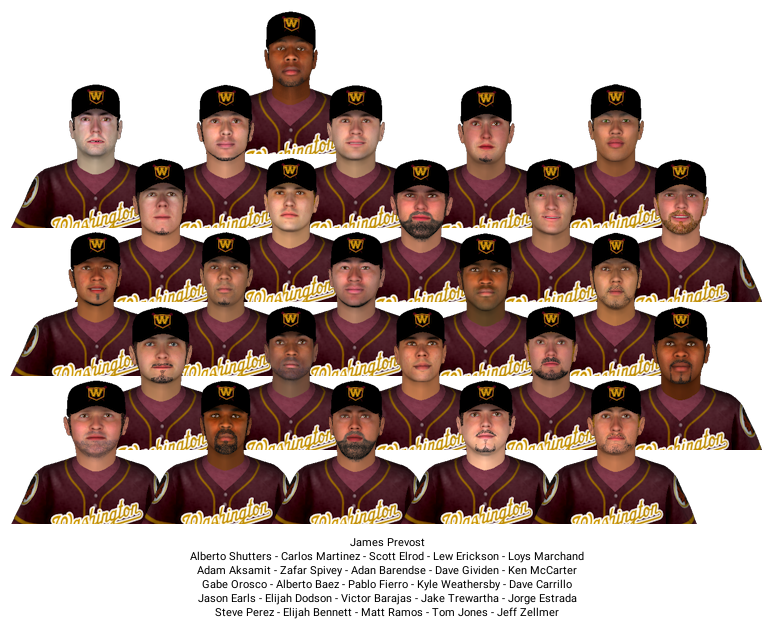 James Prevost
Alberto Shutters - Carlos Martinez - Scott Elrod - Lew Erickson - Loys Marchand
Adam Aksamit - Zafar Spivey - Adan Barendse - Dave Gividen - Ken McCarter
Gabe Orosco - Alberto Baez - Pablo Fierro - Kyle Weathersby - Dave Carrillo
Jason Earls - Elijah Dodson - Victor Barajas - Jake Trewartha - Jorge Estrada
Steve Perez - Elijah Bennett - Matt Ramos - Tom Jones - Jeff Zellmer